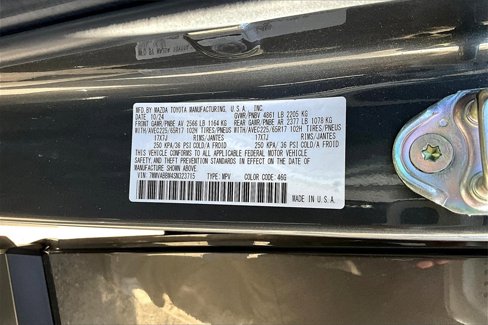 MFD. BY MAZDA TOYOTA MANUFACTURING, U.S.A., INC.
DATE: 10/24 GVWR/PNBV 4861 LB 2205 KG
FRONT GAWR/PNBE AV 2566 LB 1164 KG REAR GAWR/PNBE AR 2377 LB 1078 KG
WITH/AVEC225/65R17 102H TIRES/PNEUS WITH/AVEC225/65R17 102H TIRES/PNEUS
17X7J RIMS/JANTES 17X7J RIMS/JANTES
250 KPA/36 PSI COLD/A FROID 250 KPA/36 PSI COLD/A FROID
THIS VEHICLE CONFORMS TO ALL APPLICABLE FEDERAL MOTOR VEHICLE
SAFETY AND THEFT PREVENTION STANDARDS IN EFFECT ON THE DATE OF
MANUFACTURE SHOWN ABOVE.
VIN: TYPE: MPV COLOR CODE: 46G
MADE IN U.S.A.